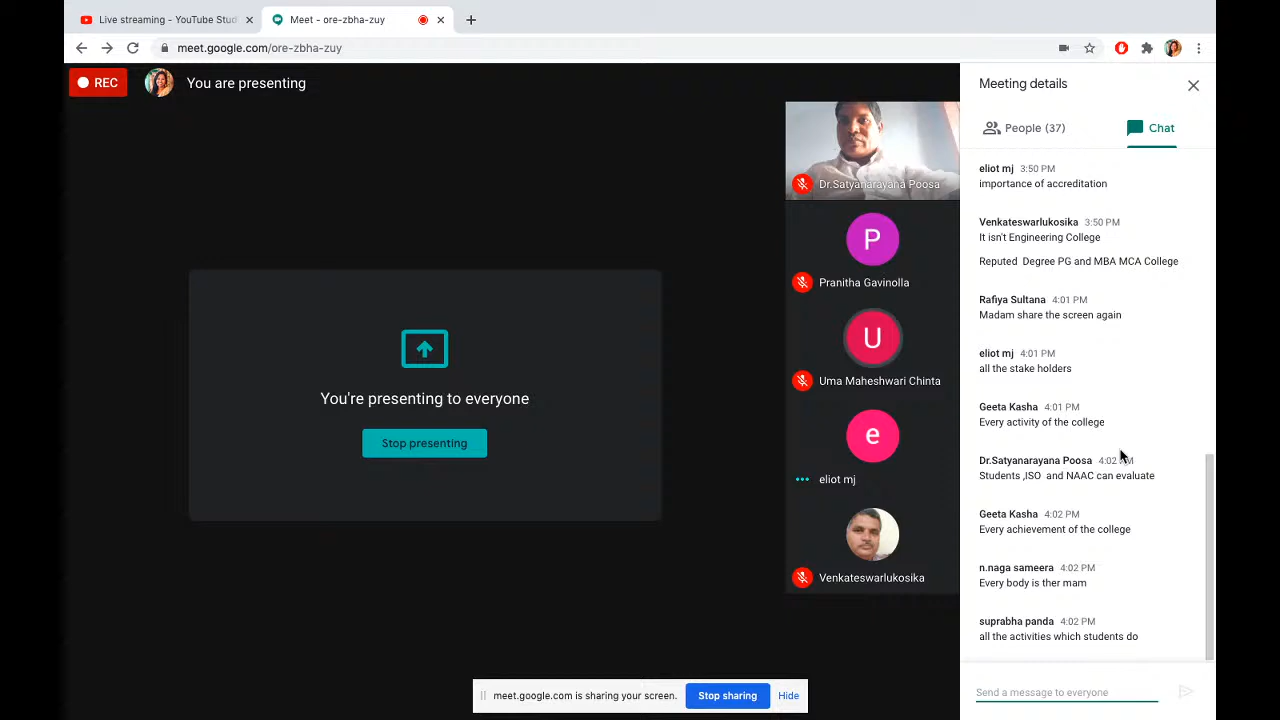 Live streaming - YouTube Stud
Meet - ore-zbha-zuy
meet.google.com/ore-zbha-zuy
REC
You are presenting
You're presenting to everyone
Stop presenting
Dr.Satyanarayana Poosa
P
Pranitha Gavinolla
U
Uma Maheshwari Chinta
e
eliot mj
Venkateswarlukosika
Meeting details
People (37)
Chat
eliot mj 3:50 PM
importance of accreditation
Venkateswarlukosika 3:50 PM
It isn't Engineering College
Reputed Degree PG and MBA MCA College
Rafiya Sultana 4:01 PM
Madam share the screen again
eliot mj 4:01 PM
all the stake holders
Geeta Kasha 4:01 PM
Every activity of the college
Dr.Satyanarayana Poosa 4:02 PM
Students ,ISO and NAAC can evaluate
Geeta Kasha 4:02 PM
Every achievement of the college
n.naga sameera 4:02 PM
Every body is ther mam
suprabha panda 4:02 PM
all the activities which students do
Send a message to everyone
meet.google.com is sharing your screen.
Stop sharing
Hide